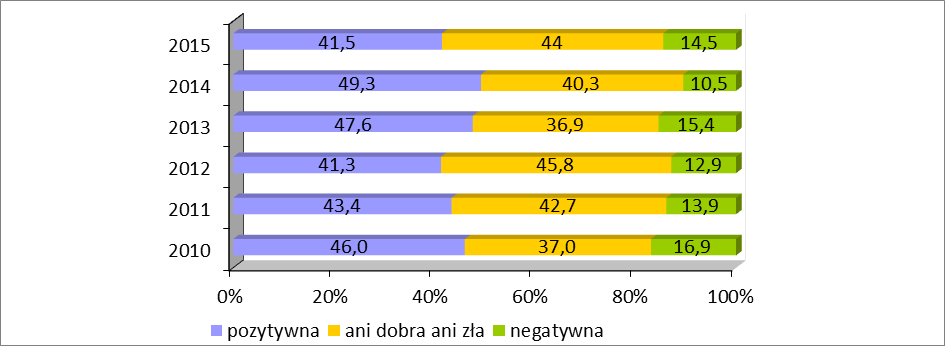 2015 41,5 44 14,5
2014 49,3 40,3 10,5
2013 47,6 36,9 15,4
2012 41,3 45,8 12,9
2011 43,4 42,7 13,9
2010 46,0 37,0 16,9
0% 20% 40% 60% 80% 100%
pozytywna ani dobra ani zła negatywna